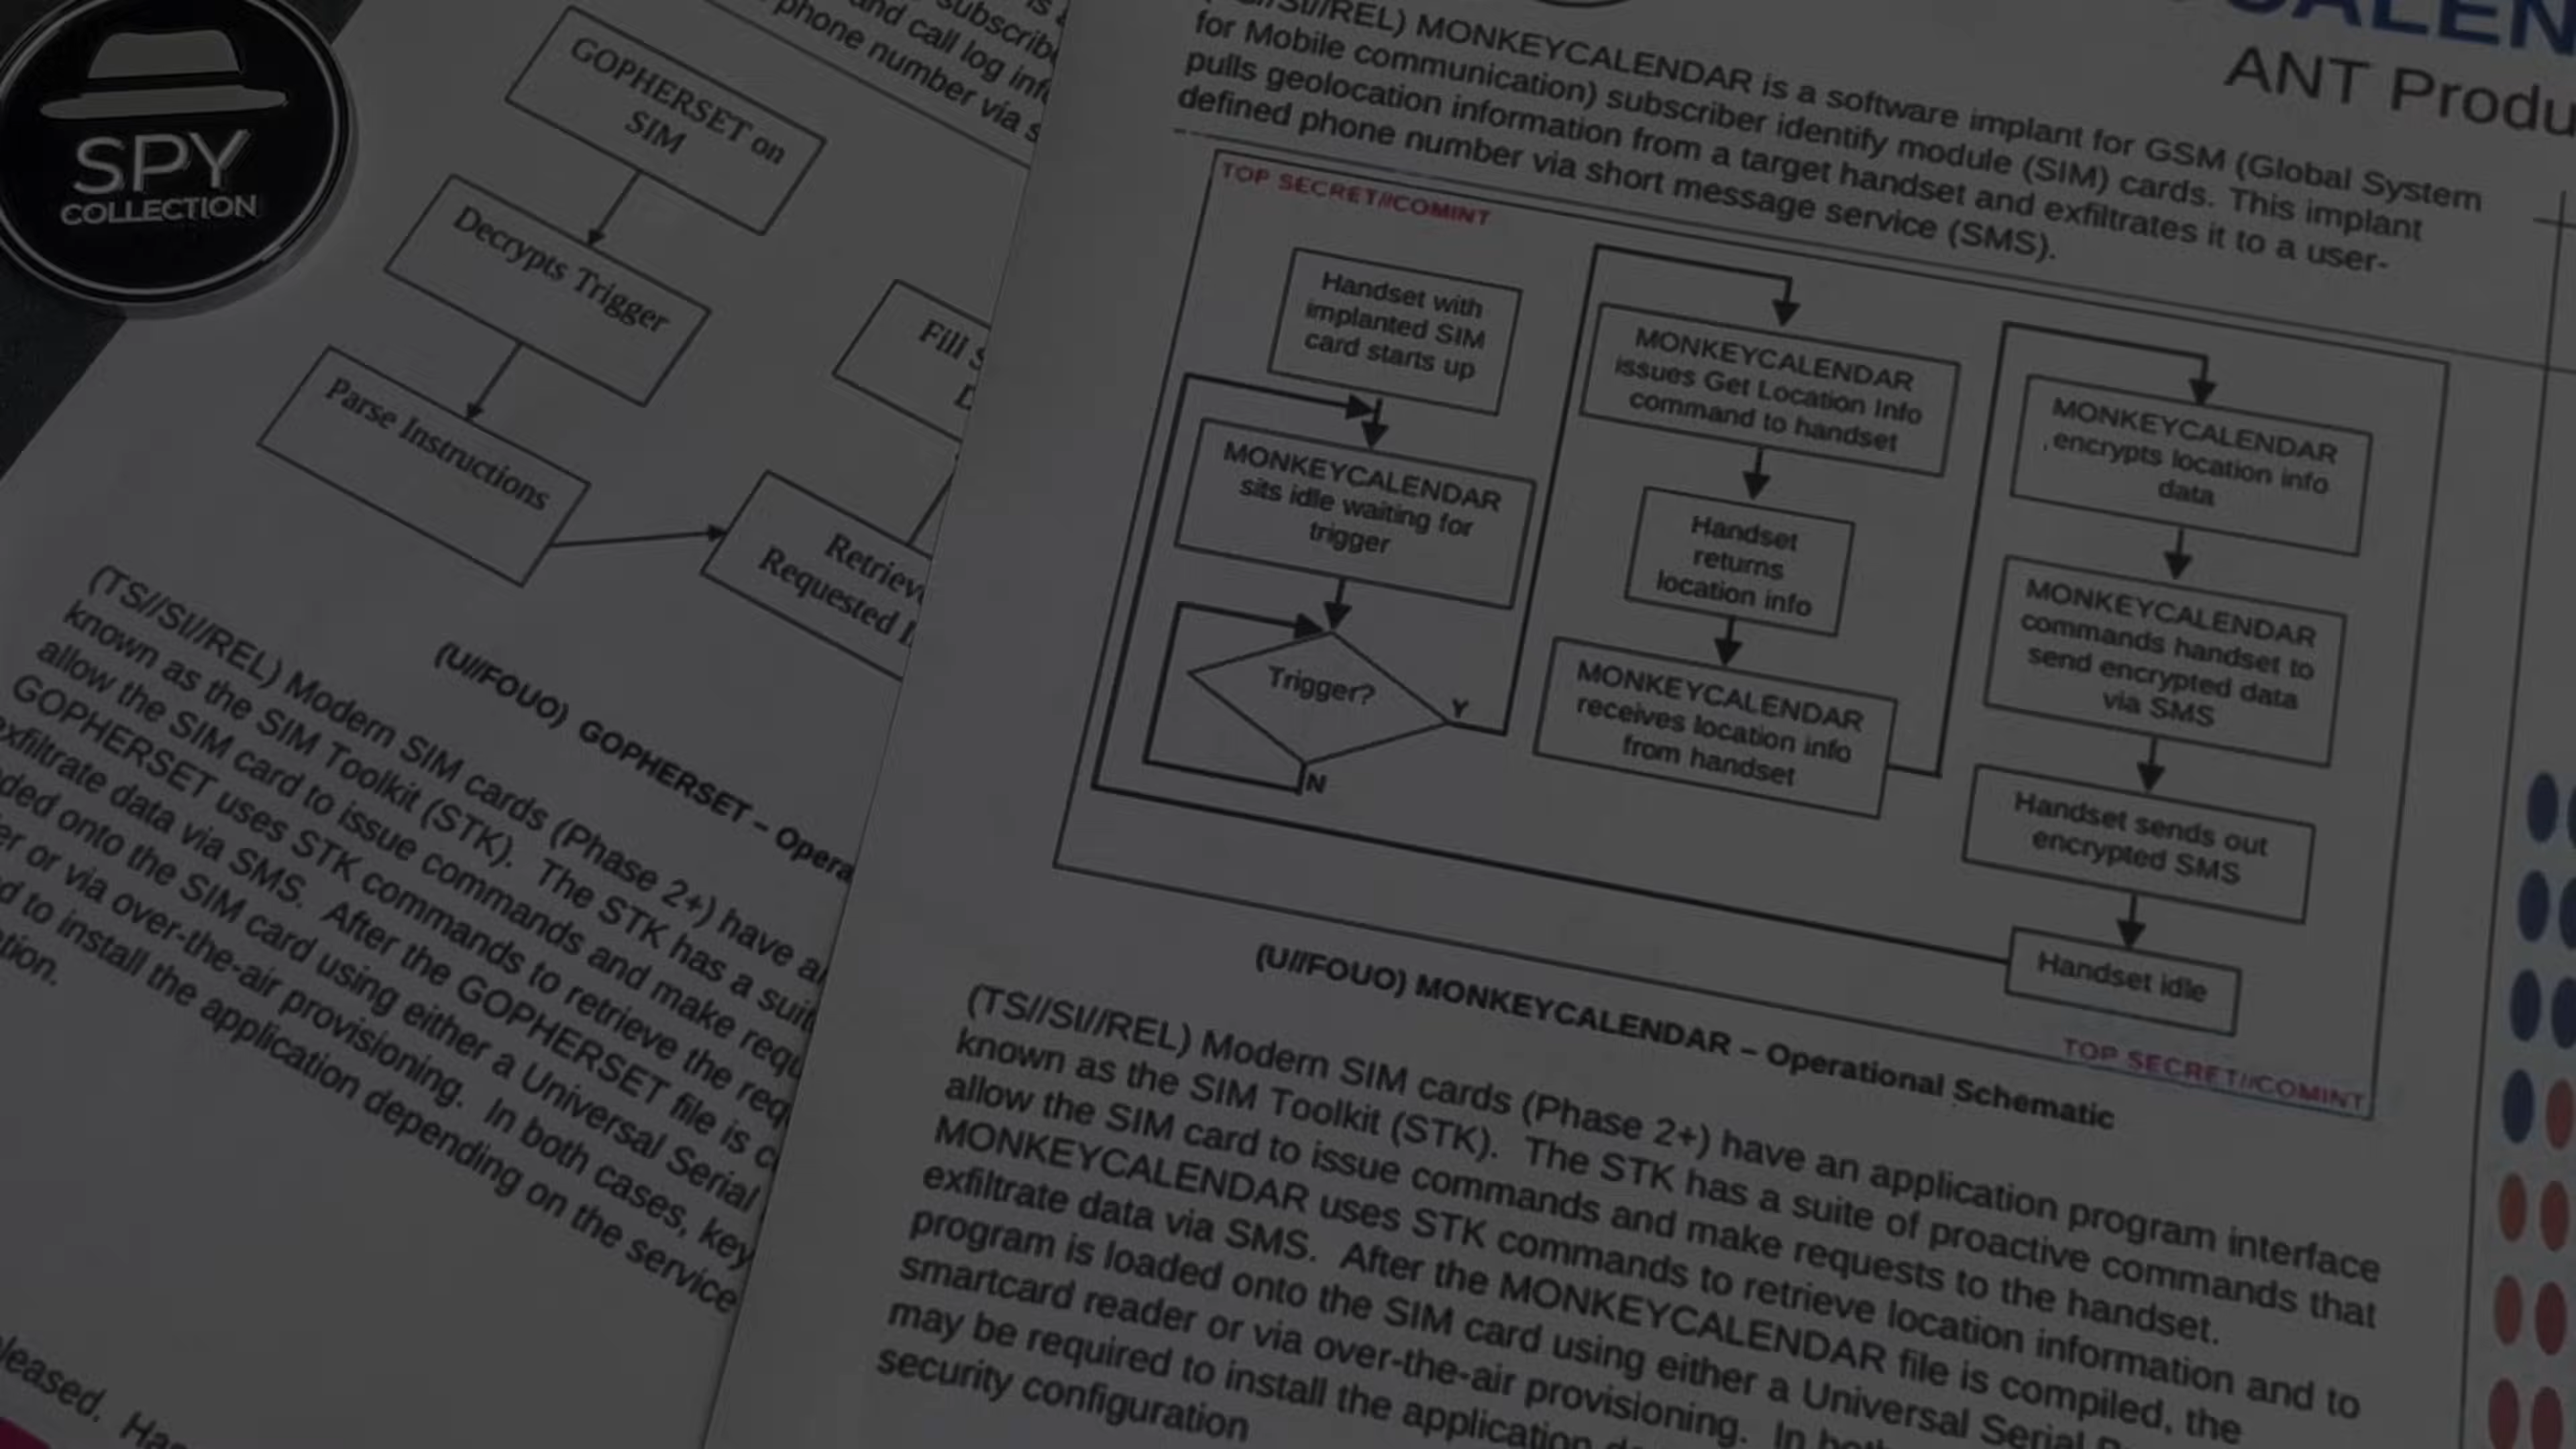 SPY
COLLECTION
GOPHERSET on
SIM
Decrypts Trigger
Parse Instructions
Fill
Requested
subscribe
and call log info
phone number via
(U//FOUO) GOPHERSET –
(TS//SI//REL) Modern SIM cards (Phase 2+) have
known as the SIM Toolkit (STK). The STK has a
allow the SIM card to issue commands and make
GOPHERSET uses STK commands to retrieve the
exfiltrate data via SMS. After the GOPHERSET file is
onto the SIM card using either a Universal Serial
or via over-the-air provisioning. In both cases, key
to install the application depending on the service
ANT
REL) MONKEYCALENDAR is a software implant for GSM (Global System
for Mobile communication) subscriber identify module (SIM) cards. This implant
pulls geolocation information from a target handset and exfiltrates it to a user-
defined phone number via short message service (SMS).
TOP SECRET//COMINT
Handset with
implanted SIM
card starts up
MONKEYCALENDAR
sits idle waiting for
trigger
Trigger?
Y
N
MONKEYCALENDAR
issues Get Location Info
command to handset
Handset
returns
location info
MONKEYCALENDAR
receives location info
from handset
MONKEYCALENDAR
encrypts location info
data
MONKEYCALENDAR
commands handset to
send encrypted data
via SMS
Handset sends out
encrypted SMS
Handset idle
TOP SECRET//COMINT
(U//FOUO) MONKEYCALENDAR – Operational Schematic
(TS//SI//REL) Modern SIM cards (Phase 2+) have an application program interface
known as the SIM Toolkit (STK). The STK has a suite of proactive commands that
allow the SIM card to issue commands and make requests to the handset.
MONKEYCALENDAR uses STK commands to retrieve location information and to
exfiltrate data via SMS. After the MONKEYCALENDAR file is compiled, the
program is loaded onto the SIM card using either a Universal Serial
smartcard reader or via over-the-air provisioning. In
may be required to install the application
security configuration